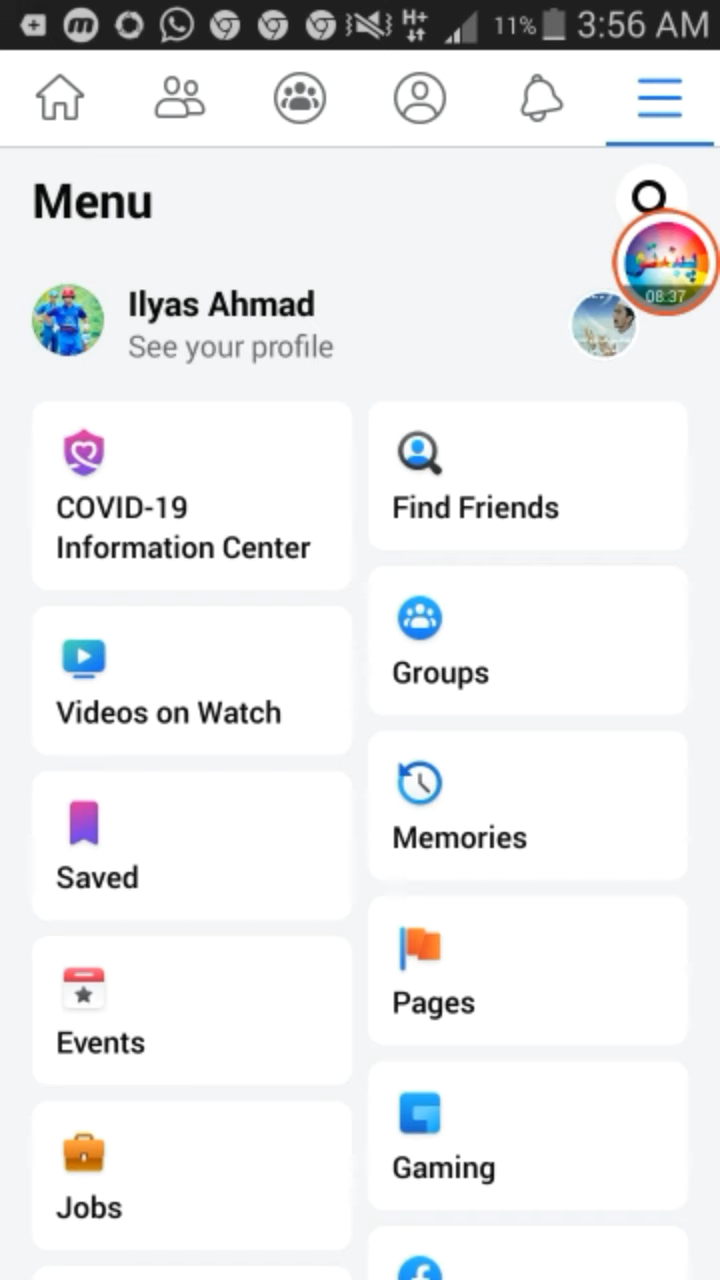 H+
11%
3:56 AM
Menu
08:37
Ilyas Ahmad
See your profile
COVID-19
Information Center
Find Friends
Groups
Videos on Watch
Memories
Saved
Pages
Events
Gaming
Jobs